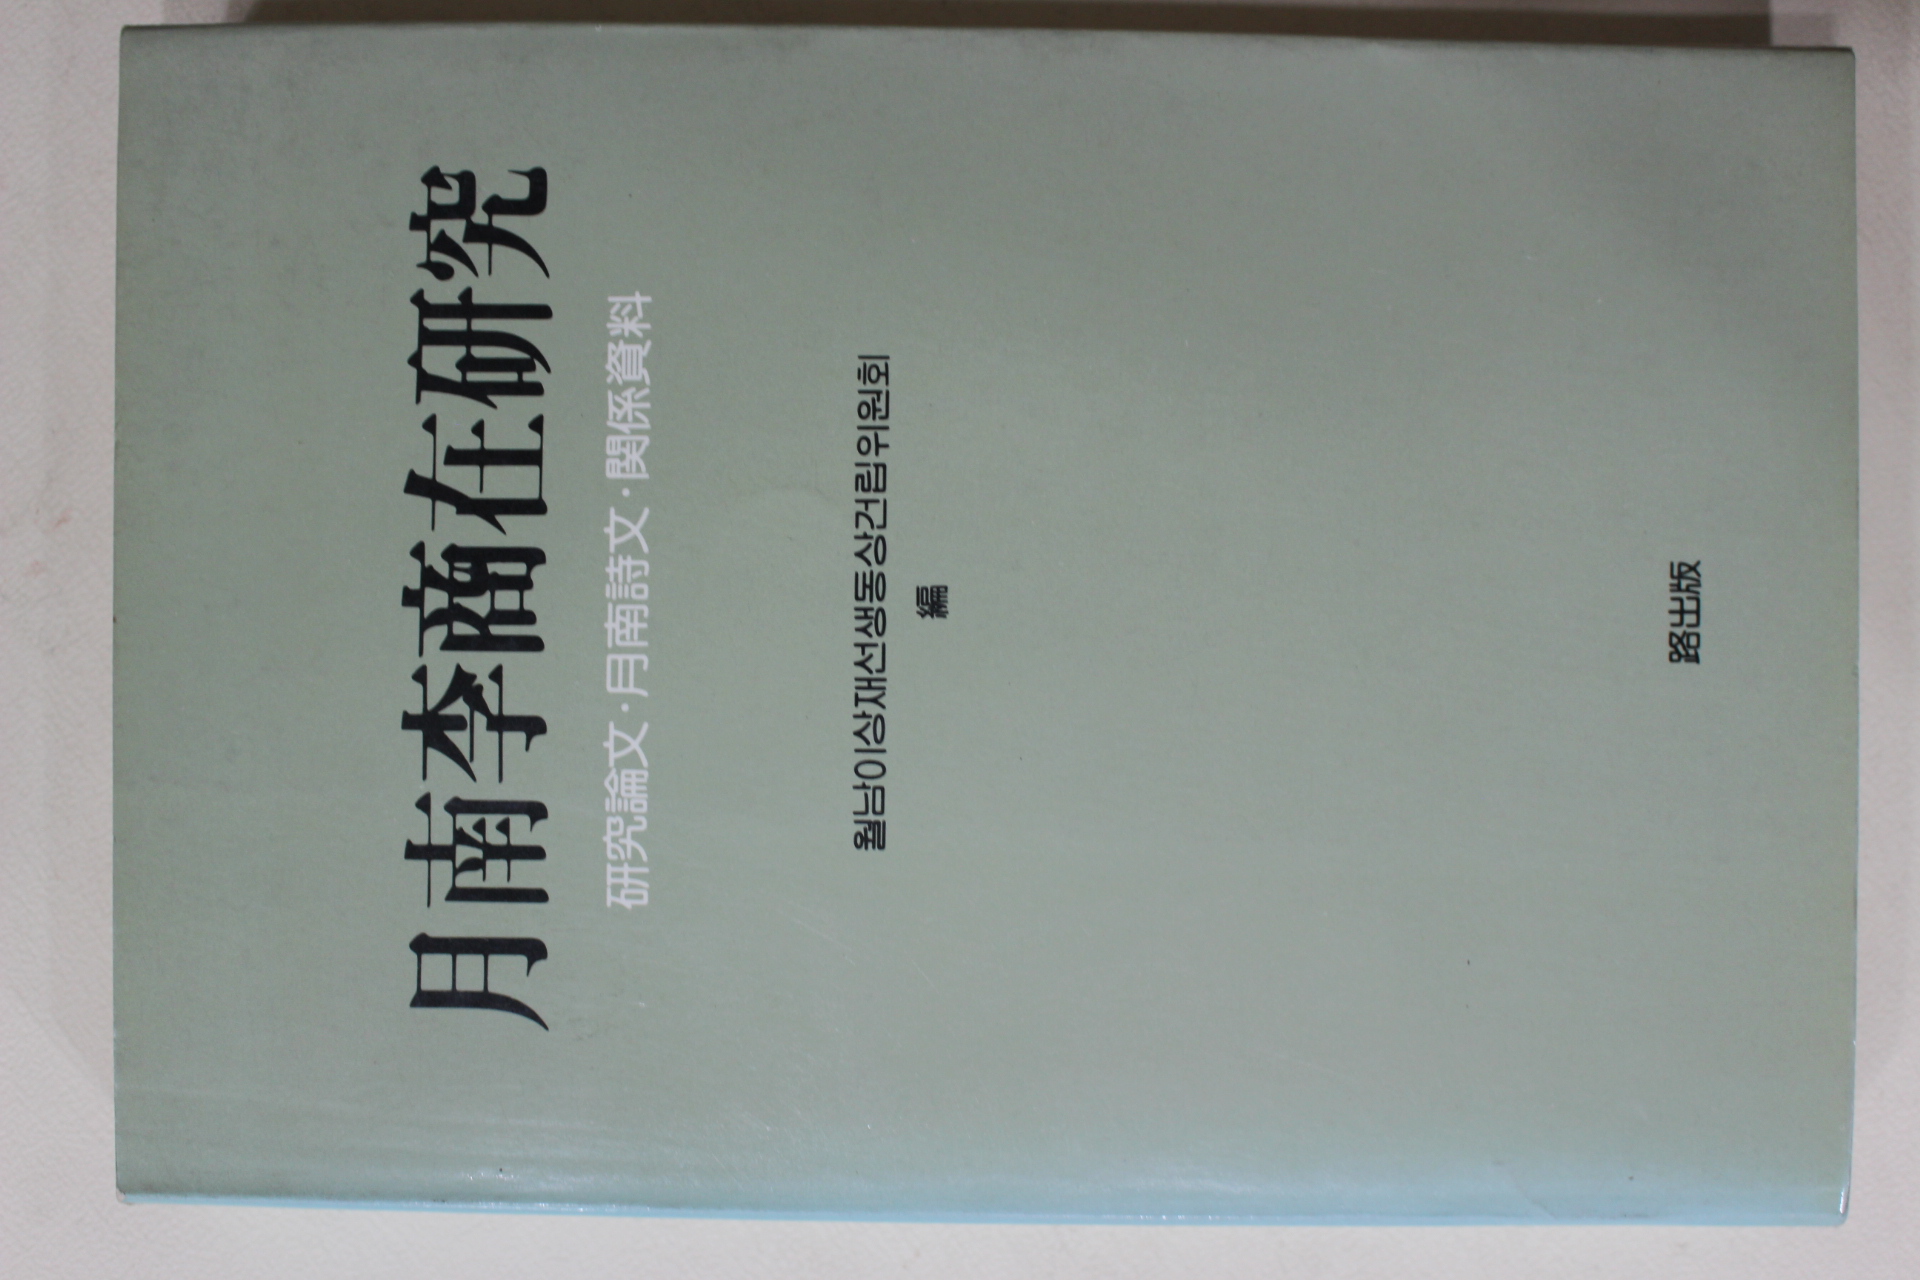 月南李商在研究
研究論文·月南詩文·関係資料
월남이상재선생동상건립위원회
編
路出版